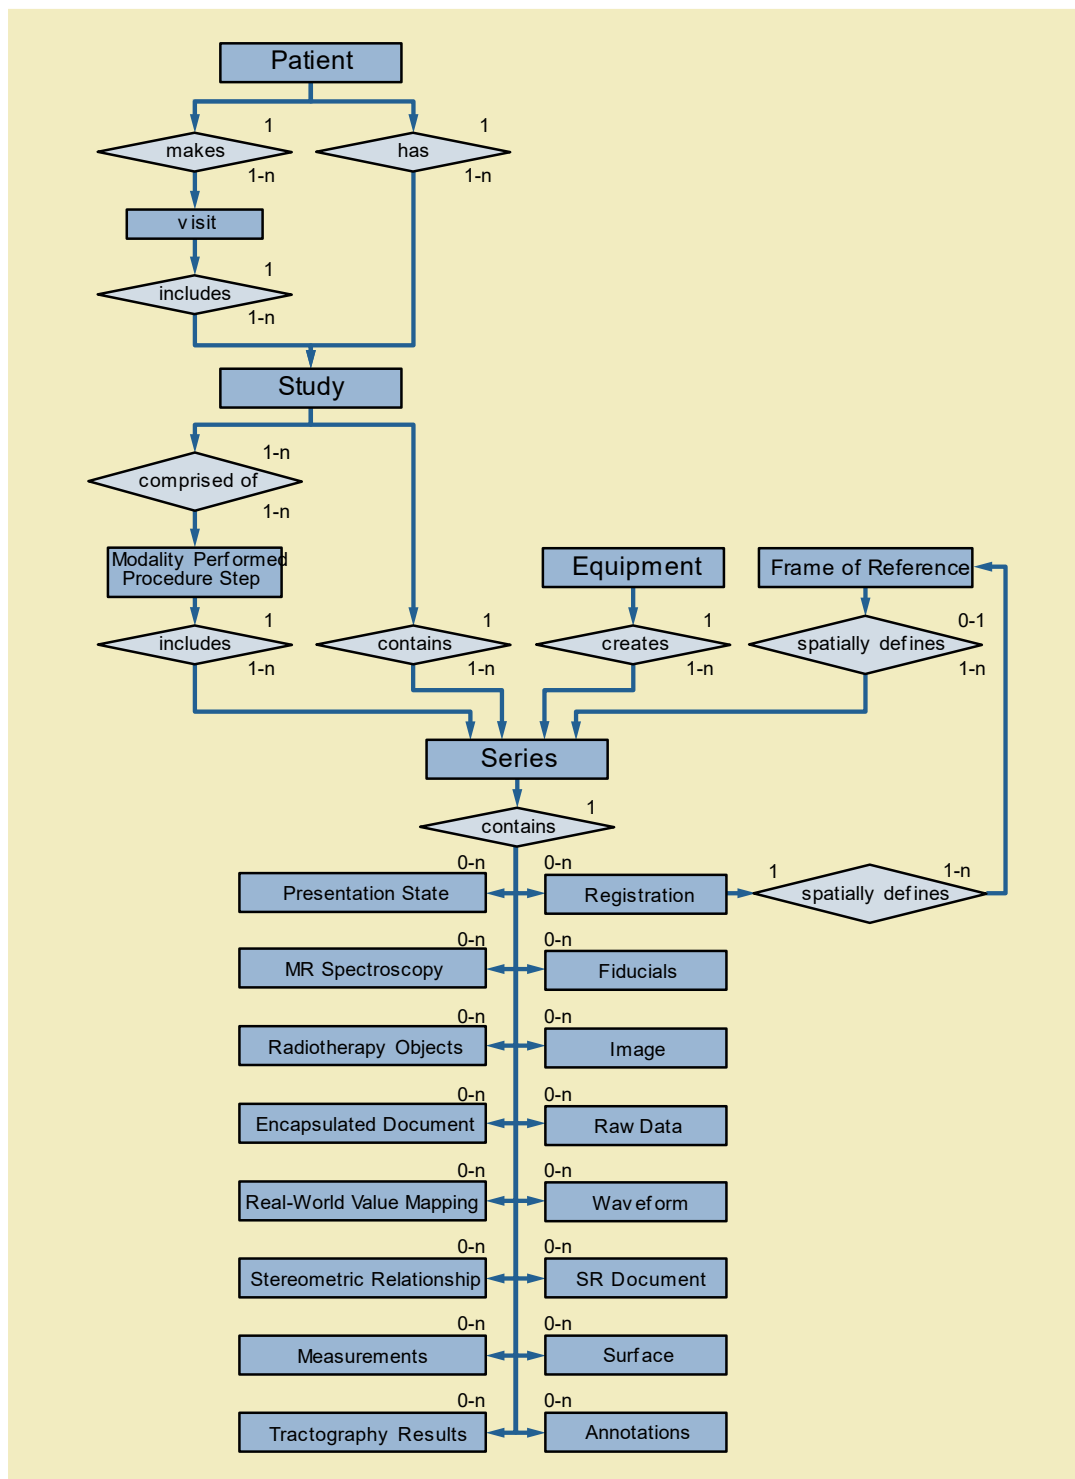 Patient
1
1
makes
has
1-n
1-n
visit
1
includes
1-n
Study
1-n
comprised of
1-n
Modality Performed
Procedure Step
Equipment
Frame of Reference
1
1
1
0-1
includes
contains
creates
spatially defines
1-n
1-n
1-n
1-n
Series
1
contains
0-n
0-n
1
1-n
Presentation State
Registration
spatially defines
0-n
0-n
MR Spectroscopy
Fiducials
0-n
0-n
Radiotherapy Objects
Image
0-n
0-n
Encapsulated Document
Raw Data
0-n
0-n
Real-World Value Mapping
Waveform
0-n
0-n
Stereometric Relationship
SR Document
0-n
0-n
Measurements
Surface
0-n
0-n
Tractography Results
Annotations